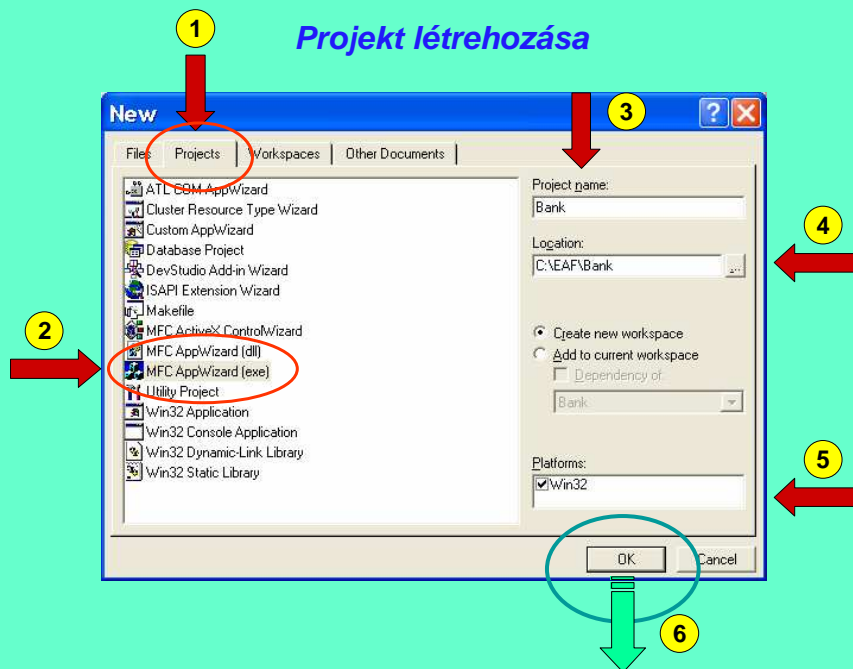 1
Projekt létrehozása
New
3
Files Projects Workspaces Other Documents
ATL COM AppWizard
Cluster Resource Type Wizard
Custom AppWizard
Database Project
DevStudio Add-in Wizard
ISAPI Extension Wizard
Makefile
MFC ActiveX ControlWizard
MFC AppWizard (dll)
MFC AppWizard (exe)
Utility Project
Win32 Application
Win32 Console Application
Win32 Dynamic-Link Library
Win32 Static Library
2
Project name:
Bank
Location:
C:\EAF\Bank
...
4
Create new workspace
Add to current workspace
Dependency of:
Bank
Platforms:
Win32
5
OK Cancel
6